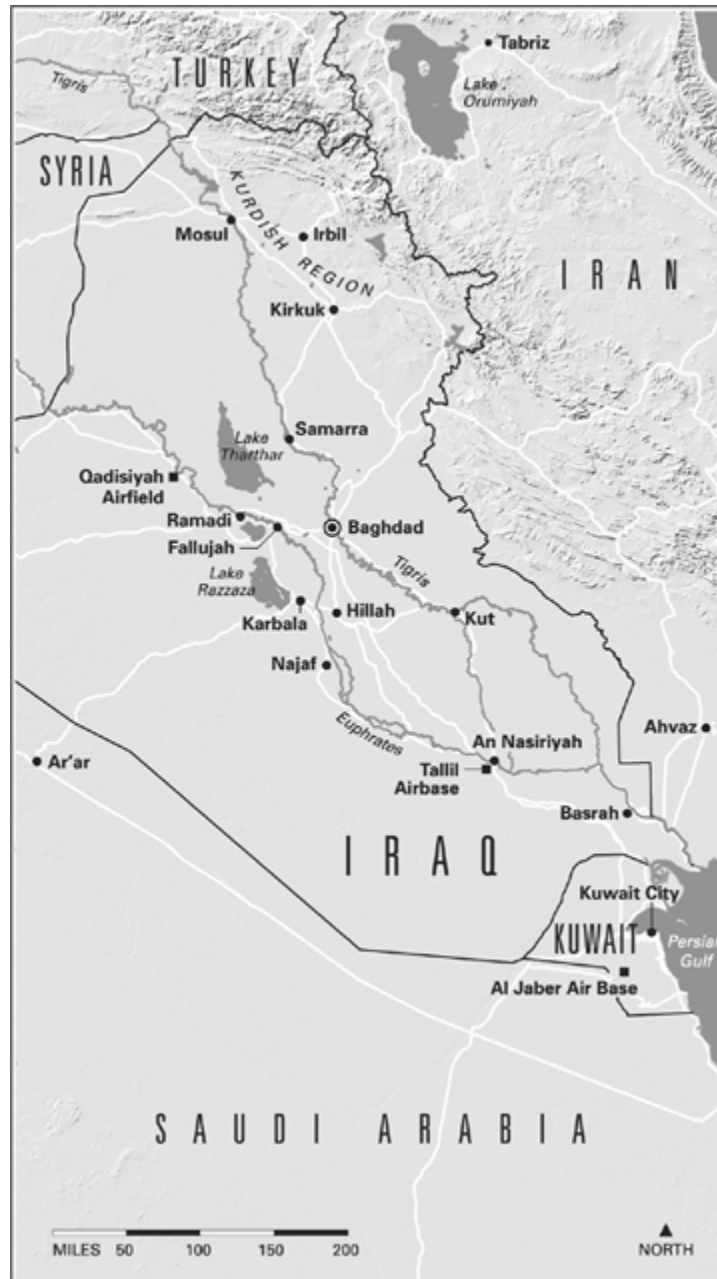 Tabriz
Tigris
TURKEY
Lake
Orumiyah
SYRIA
KURDISH REGION
Mosul
Irbil
IRAN
Kirkuk
Samarra
Lake
Tharthar
Qadisiyah
Airfield
Ramadi
Fallujah
Baghdad
Lake
Razzaza
Tigris
Karbala
Hillah
Kut
Najaf
Euphrates
An Nasiriyah
Ahvaz
Ar'ar
Tallil
Airbase
Basrah
IRAQ
Kuwait City
KUWAIT
Persian
Gulf
Al Jaber Air Base
SAUDI ARABIA
MILES 50 100 150 200
NORTH